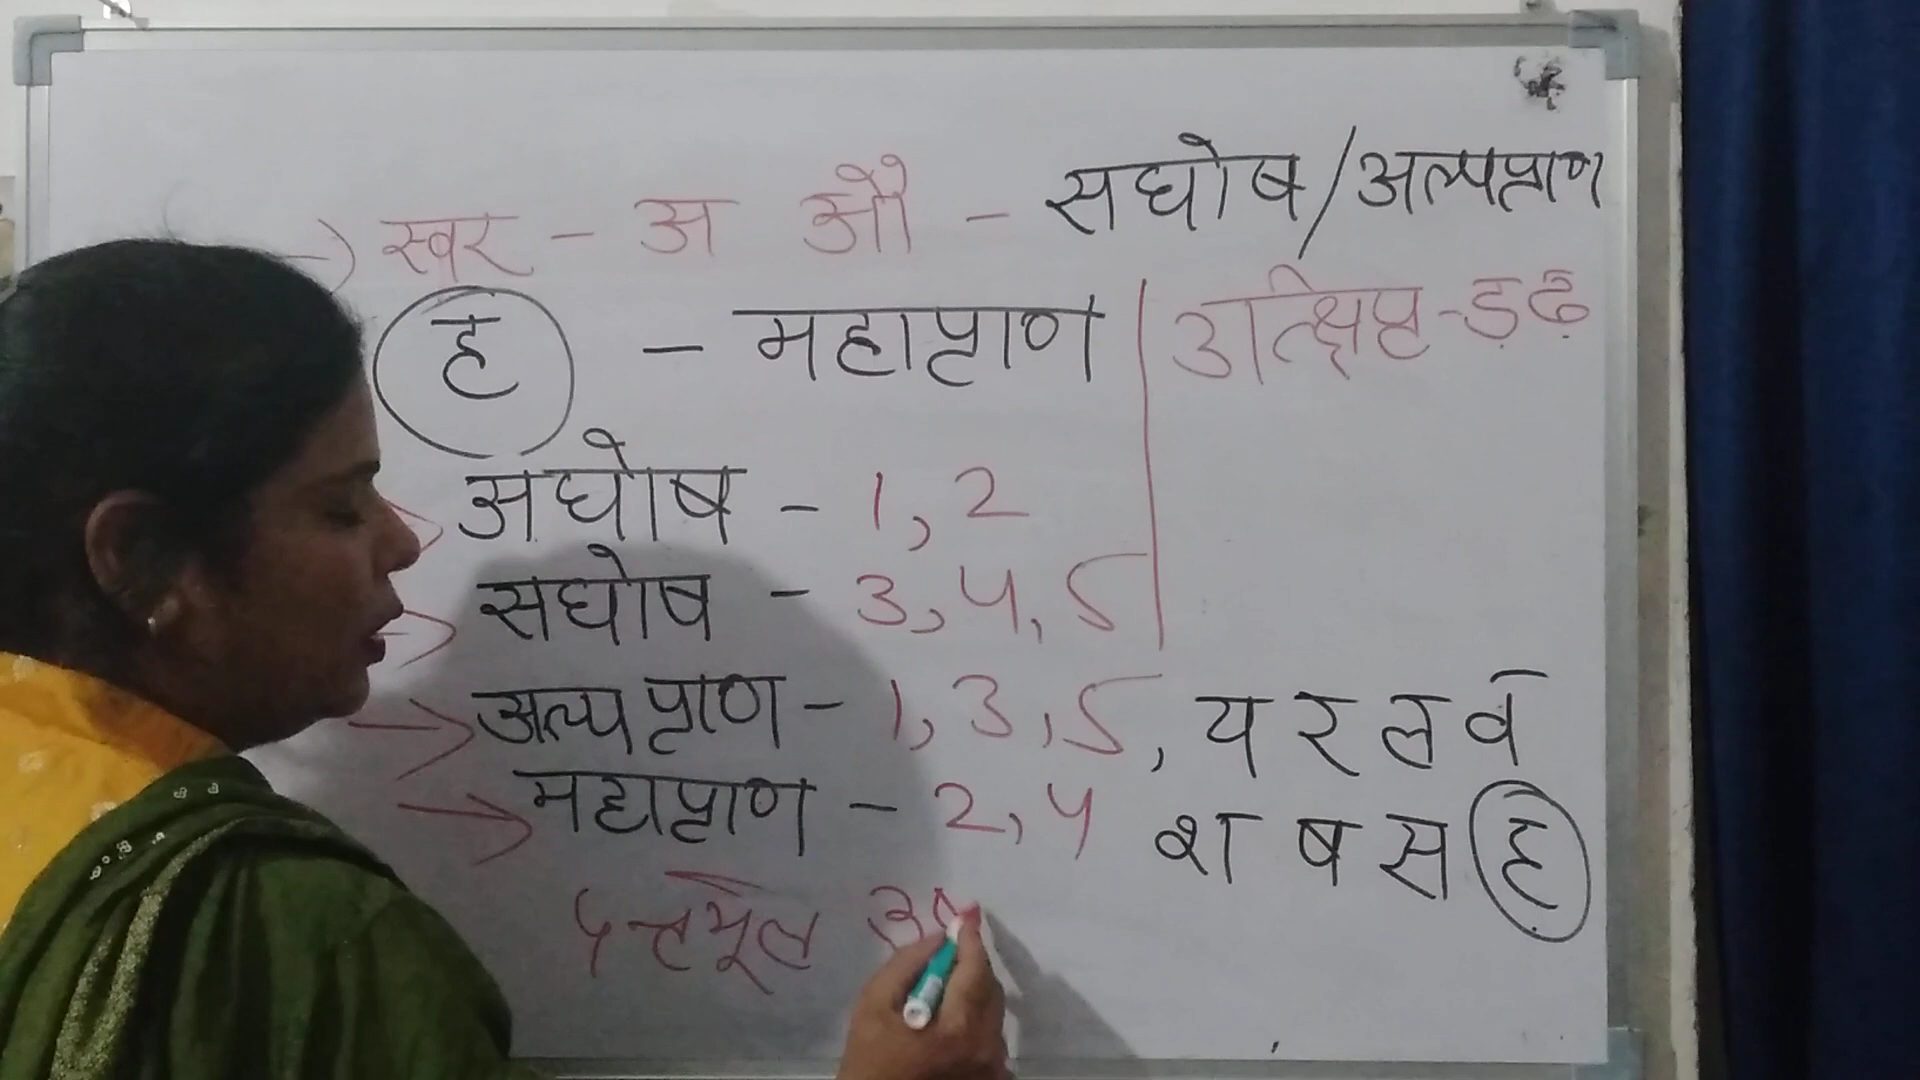 स्वर - अ औ - सघोष/अल्पप्राण
ह - महाप्राण | उत्क्षिप्त - ड़ ढ़
अघोष - 1, 2
सघोष - 3, 4, 5
अल्पप्राण - 1, 3, 5, य र ल व
महाप्राण - 2, 4 श ष स ह